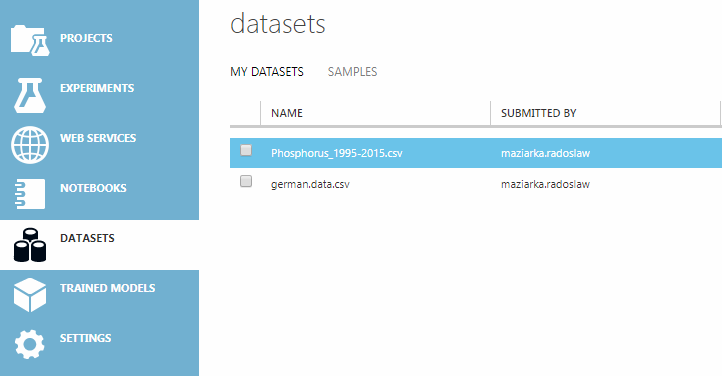 PROJECTS
EXPERIMENTS
WEB SERVICES
NOTEBOOKS
DATASETS
TRAINED MODELS
SETTINGS
datasets
MY DATASETS SAMPLES
NAME SUBMITTED BY
Phosphorus_1995-2015.csv maziarka.radoslaw
german.data.csv maziarka.radoslaw